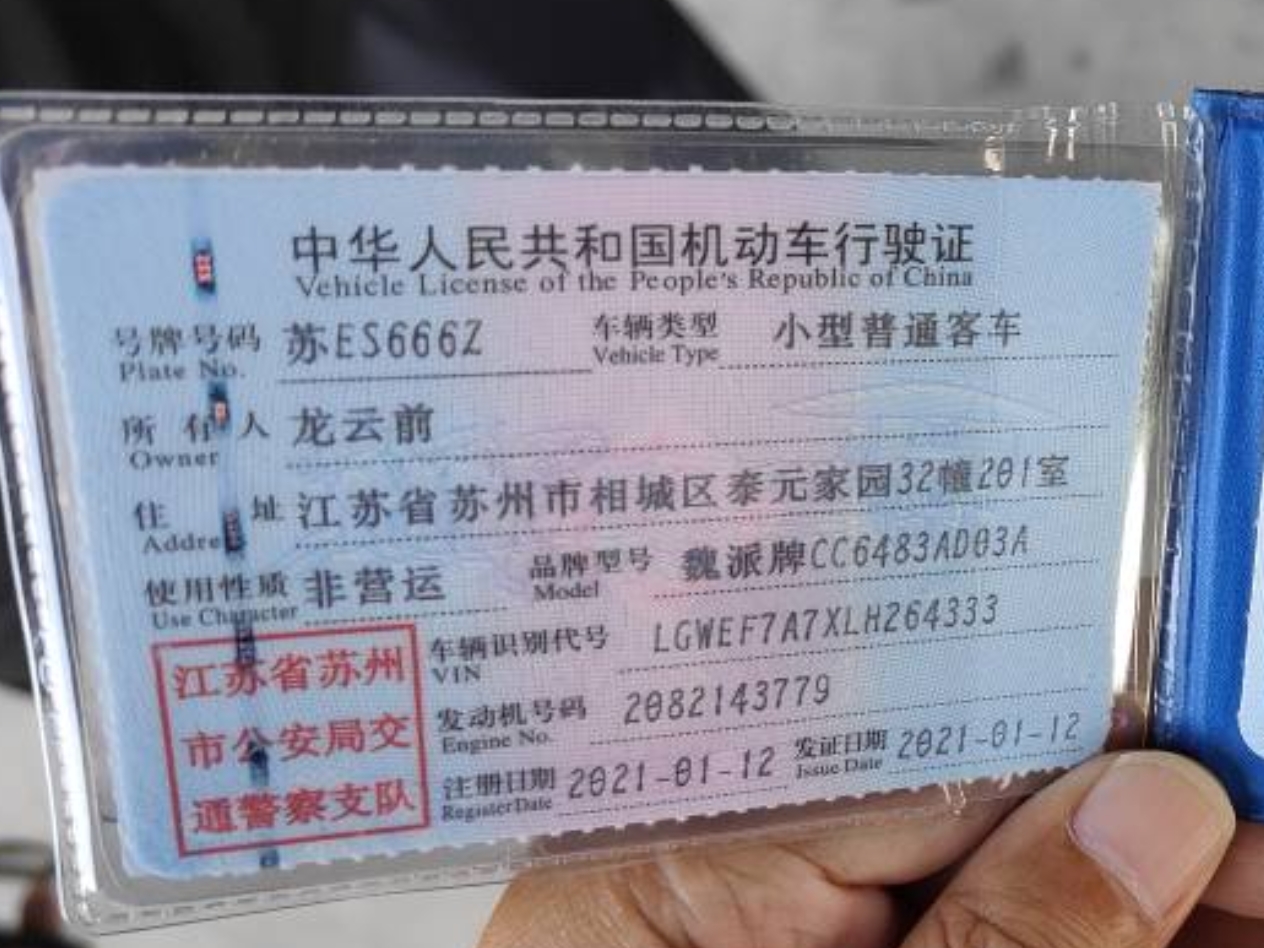 中华人民共和国机动车行驶证
Vehicle License of the People's Republic of China
号牌号码 苏ES666Z 车辆类型 小型普通客车
Plate No. Vehicle Type
所有人 龙云前
Owner
住址 江苏省苏州市相城区泰元家园32幢201室
Addre
使用性质 非营运 品牌型号 魏派牌CC6483AD03A
Use Character Model
江苏省苏州
市公安局交
通警察支队
车辆识别代号 LGWEF7A7XLH264333
VIN
发动机号码 2082143779
Engine No.
注册日期 2021-01-12 发证日期 2021-01-12
RegisterDate Issue Date